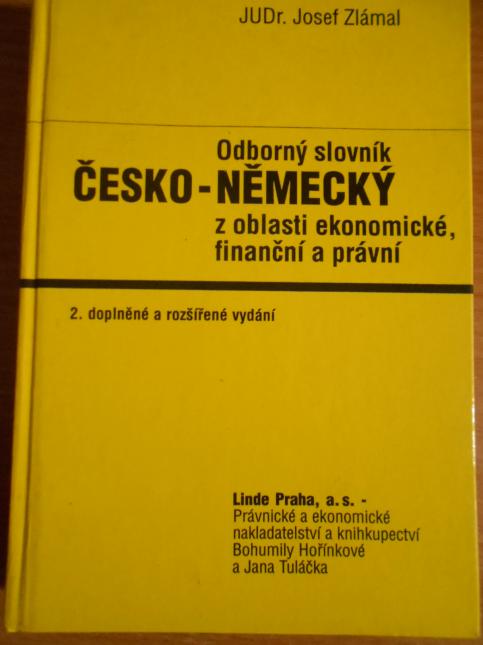 JUDr. Josef Zlámal
Odborný slovník
ČESKO-NĚMECKÝ
z oblasti ekonomické,
finanční a právní
2. doplněné a rozšířené vydání
Linde Praha, a.s. -
Právnické a ekonomické
nakladatelství a knihkupectví
Bohumily Hořínkové
a Jana Tuláčka